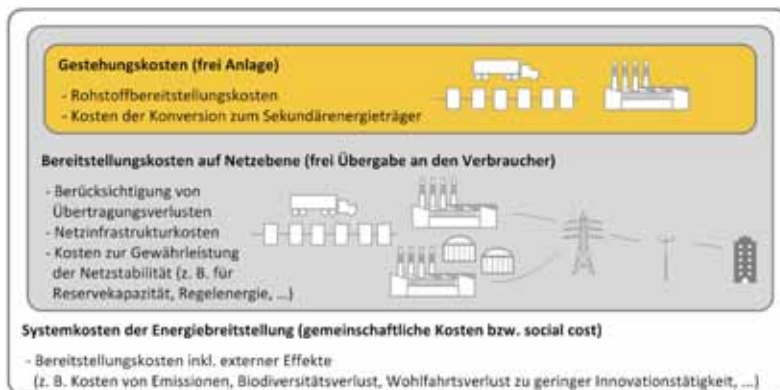 Gestehungskosten (frei Anlage)
- Rohstoffbereitstellungskosten
- Kosten der Konversion zum Sekundärenergieträger
Bereitstellungskosten auf Netzebene (frei Übergabe an den Verbraucher)
- Berücksichtigung von
Übertragungsverlusten
- Netzinfrastrukturkosten
- Kosten zur Gewährleistung
der Netzstabilität (z. B. für
Reservekapazität, Regelenergie, ...)
Systemkosten der Energiebreitstellung (gemeinschaftliche Kosten bzw. social cost)
- Bereitstellungskosten inkl. externer Effekte
(z. B. Kosten von Emissionen, Biodiversitätsverlust, Wohlfahrtsverlust zu geringer Innovationstätigkeit, ...)